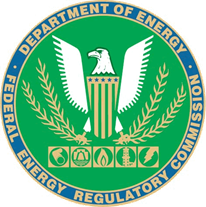 DEPARTMENT OF ENERGY
FEDERAL ENERGY REGULATORY COMMISSION